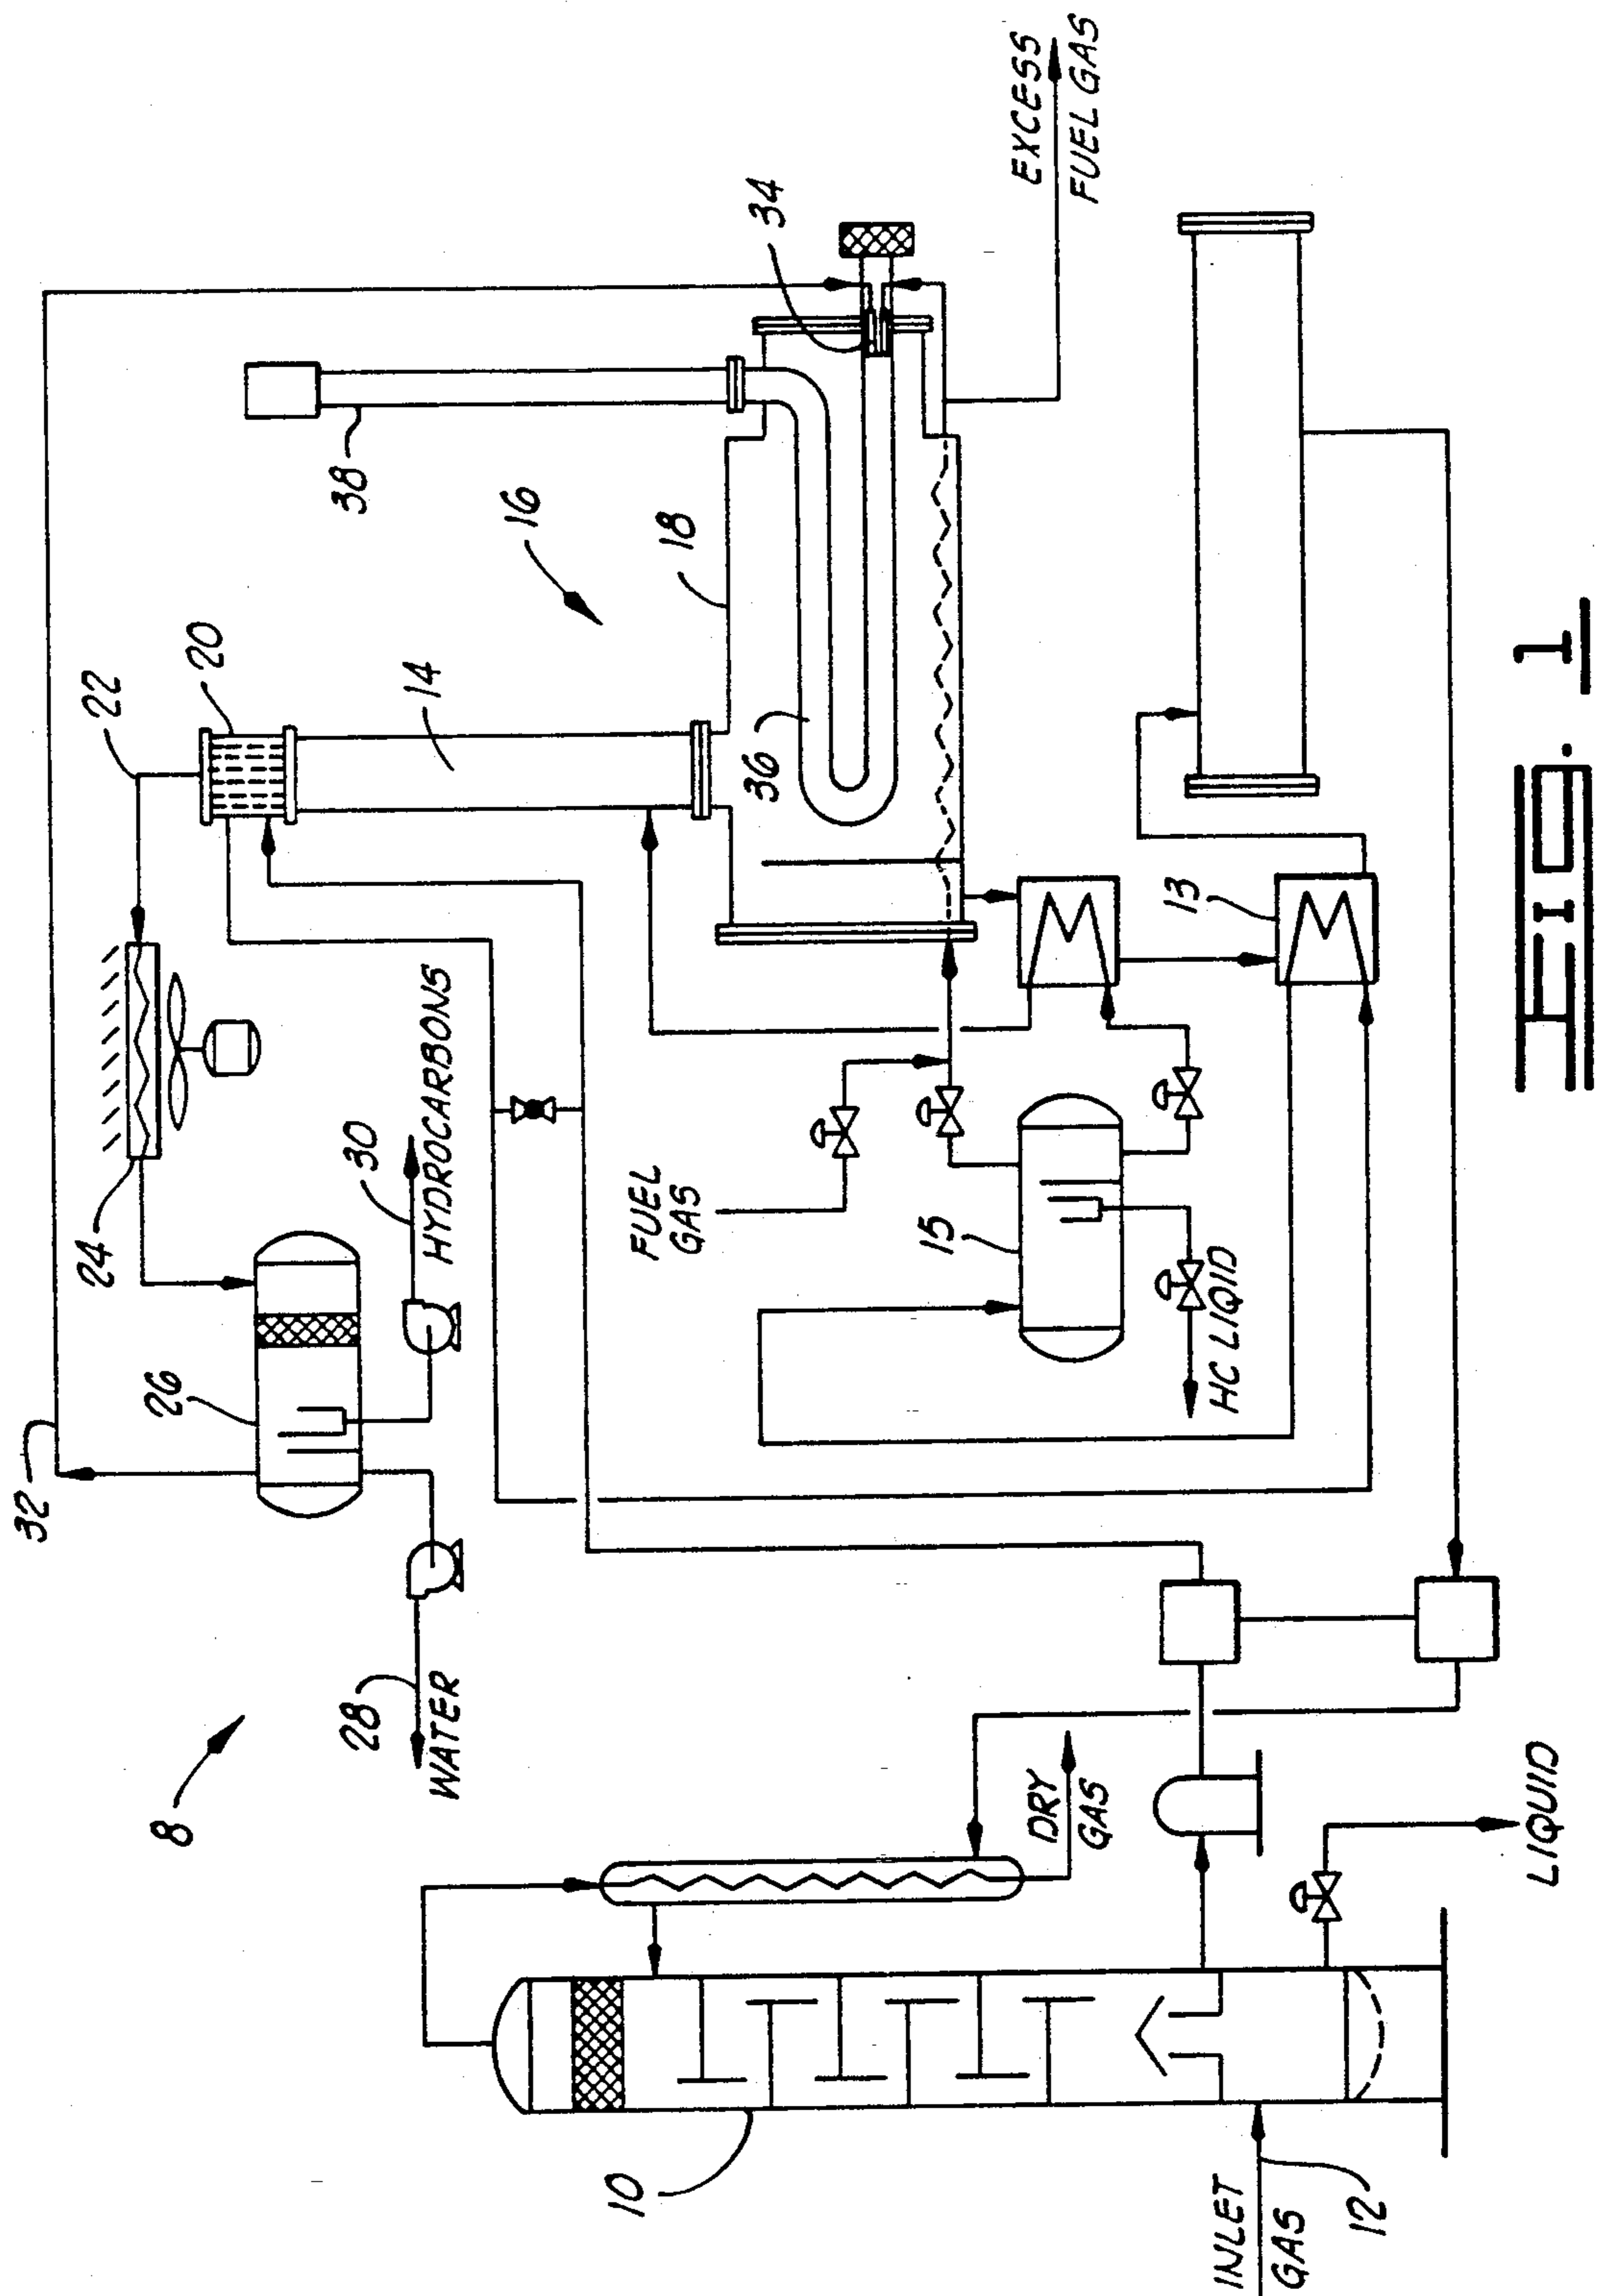 32
22
20
24
26
14
38
16
18
34
36
30
HYDROCARBONS
28
WATER
8
EXCESS
FUEL GAS
FUEL
GAS
15
13
HC LIQUID
DRY
GAS
10
INLET
GAS
12
LIQUID
FIG. 1